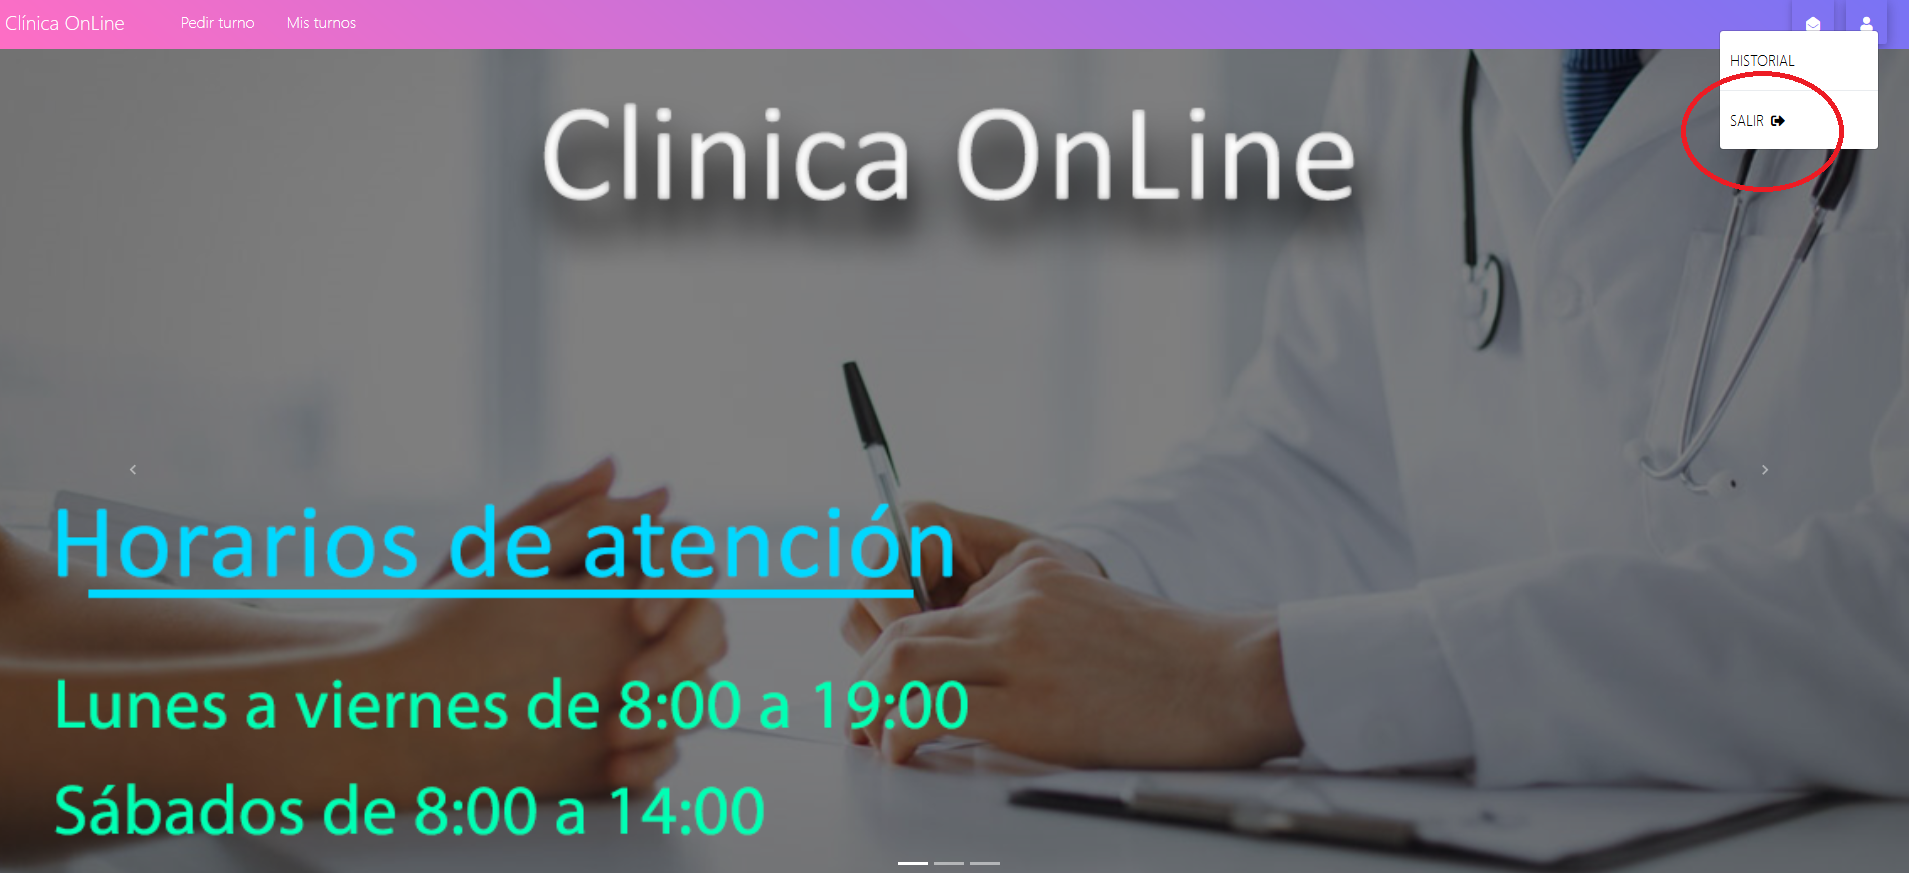 Clínica OnLine
Pedir turno
Mis turnos
HISTORIAL
SALIR
Clinica OnLine
Horarios de atención
Lunes a viernes de 8:00 a 19:00
Sábados de 8:00 a 14:00